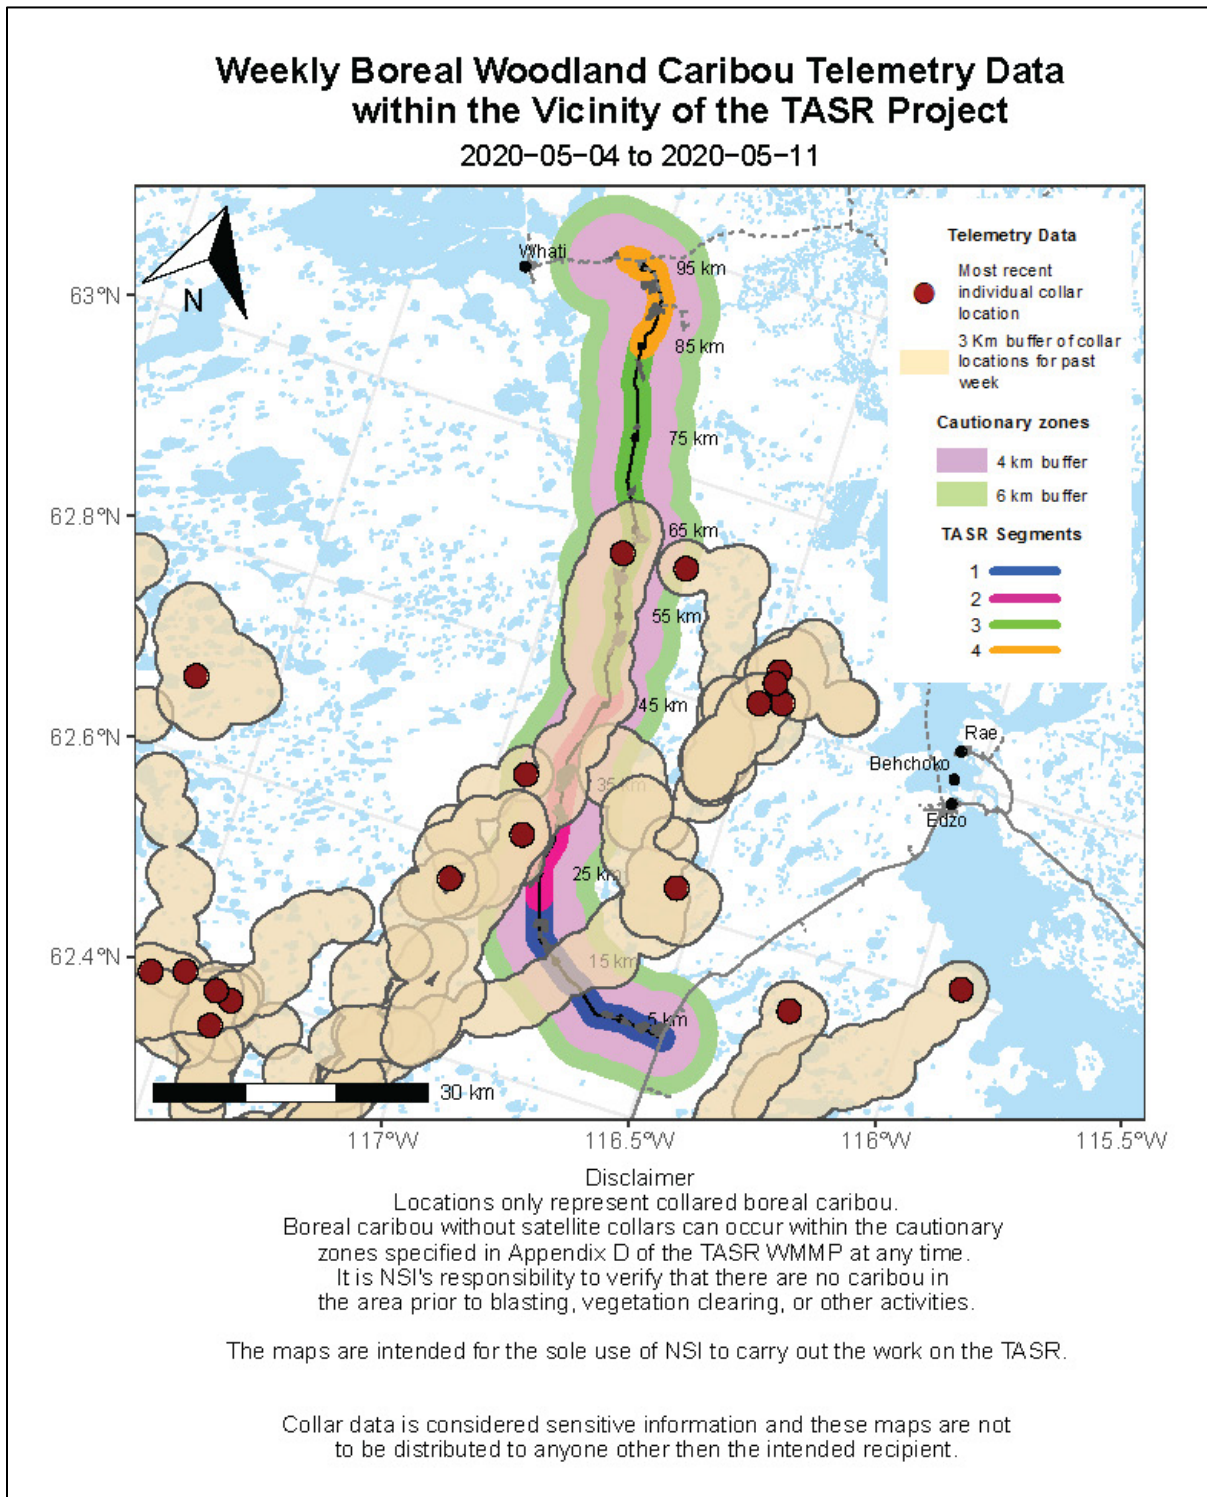 Weekly Boreal Woodland Caribou Telemetry Data
within the Vicinity of the TASR Project
2020-05-04 to 2020-05-11
Telemetry Data
Most recent
individual collar
location
3 Km buffer of collar
locations for past
week
Cautionary zones
4 km buffer
6 km buffer
TASR Segments
1
2
3
4
N
Whati
95 km
85 km
75 km
65 km
55 km
45 km
35 km
25 km
15 km
5 km
Rae
Behchoko
Edzo
63°N
62.8°N
62.6°N
62.4°N
30 km
117°W
116.5°W
116°W
115.5°W
Disclaimer
Locations only represent collared boreal caribou.
Boreal caribou without satellite collars can occur within the cautionary
zones specified in Appendix D of the TASR WMMP at any time.
It is NSI's responsibility to verify that there are no caribou in
the area prior to blasting, vegetation clearing, or other activities.
The maps are intended for the sole use of NSI to carry out the work on the TASR.
Collar data is considered sensitive information and these maps are not
to be distributed to anyone other then the intended recipient.